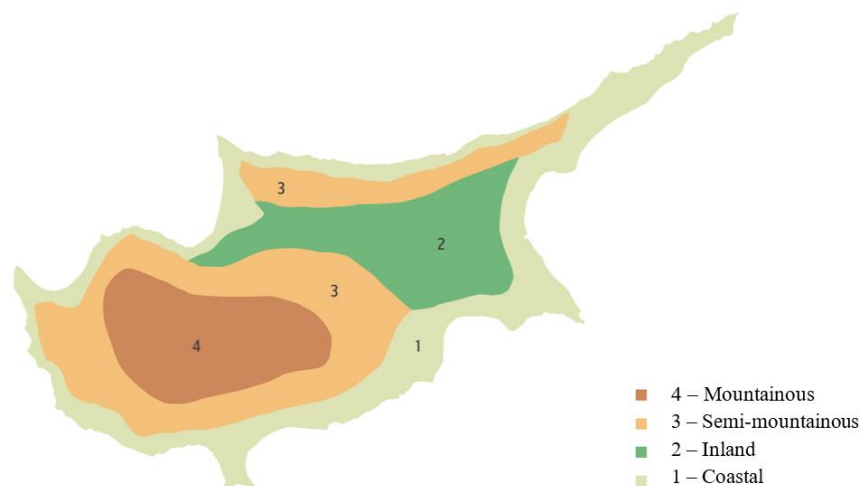 3
2
3
4
1
4 – Mountainous
3 – Semi-mountainous
2 – Inland
1 – Coastal